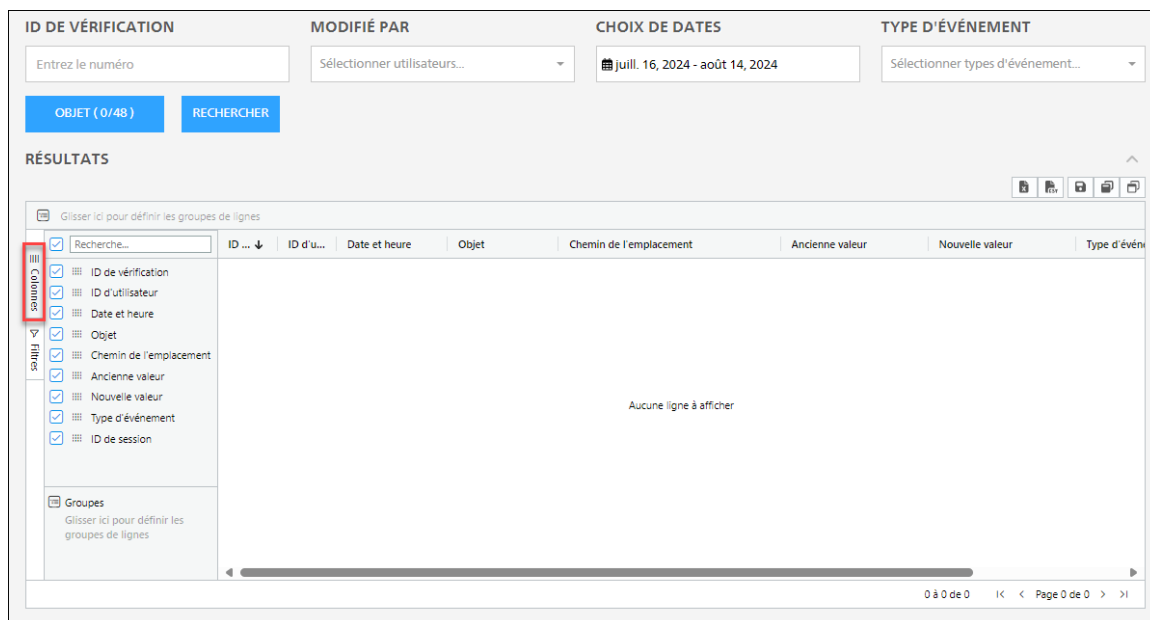 ID DE VÉRIFICATION
MODIFIÉ PAR
CHOIX DE DATES
TYPE D'ÉVÉNEMENT
Entrez le numéro
Sélectionner utilisateurs...
juill. 16, 2024 - août 14, 2024
Sélectionner types d'événement...
OBJET ( 0/48 )
RECHERCHER
RÉSULTATS
Glisser ici pour définir les groupes de lignes
Colonnes
Filtres
Recherche...
ID ...
ID d'u...
Date et heure
Objet
Chemin de l'emplacement
Ancienne valeur
Nouvelle valeur
Type d'événe
ID de vérification
ID d'utilisateur
Date et heure
Objet
Chemin de l'emplacement
Ancienne valeur
Nouvelle valeur
Type d'événement
ID de session
Aucune ligne à afficher
Groupes
Glisser ici pour définir les
groupes de lignes
0 à 0 de 0
Page 0 de 0